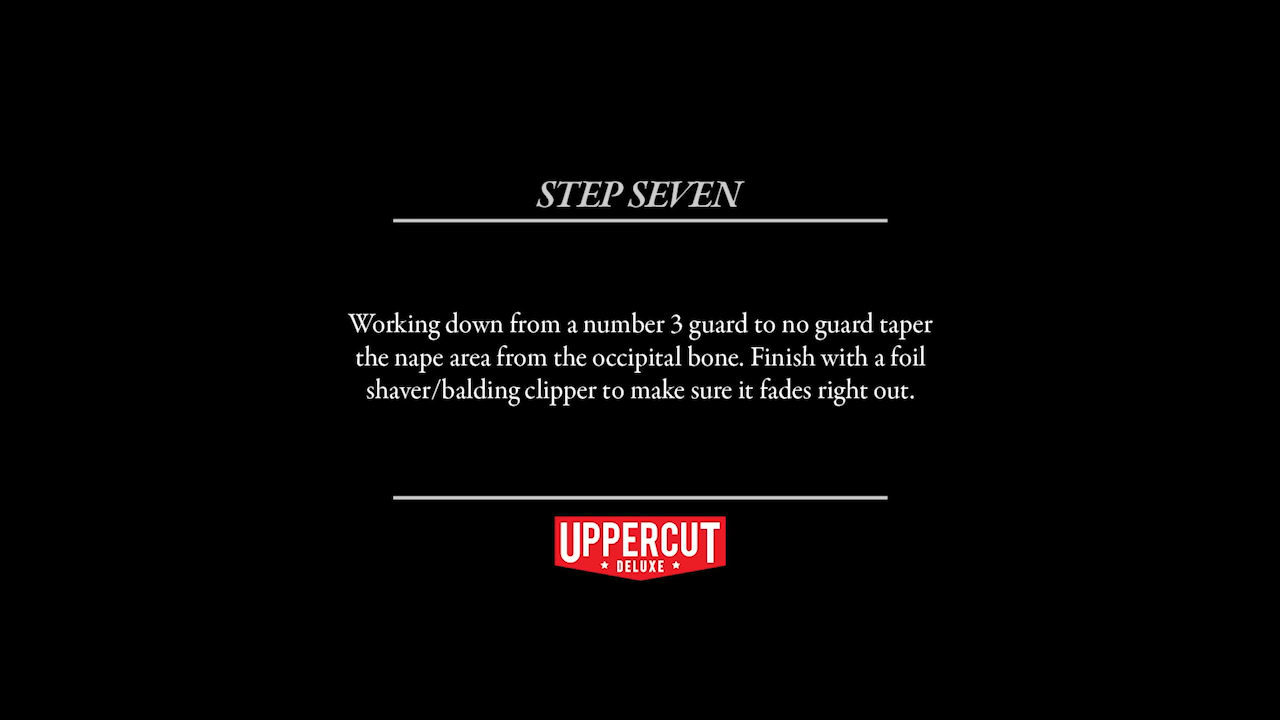 STEP SEVEN
Working down from a number 3 guard to no guard taper
the nape area from the occipital bone. Finish with a foil
shaver/balding clipper to make sure it fades right out.
UPPERCUT
DELUXE